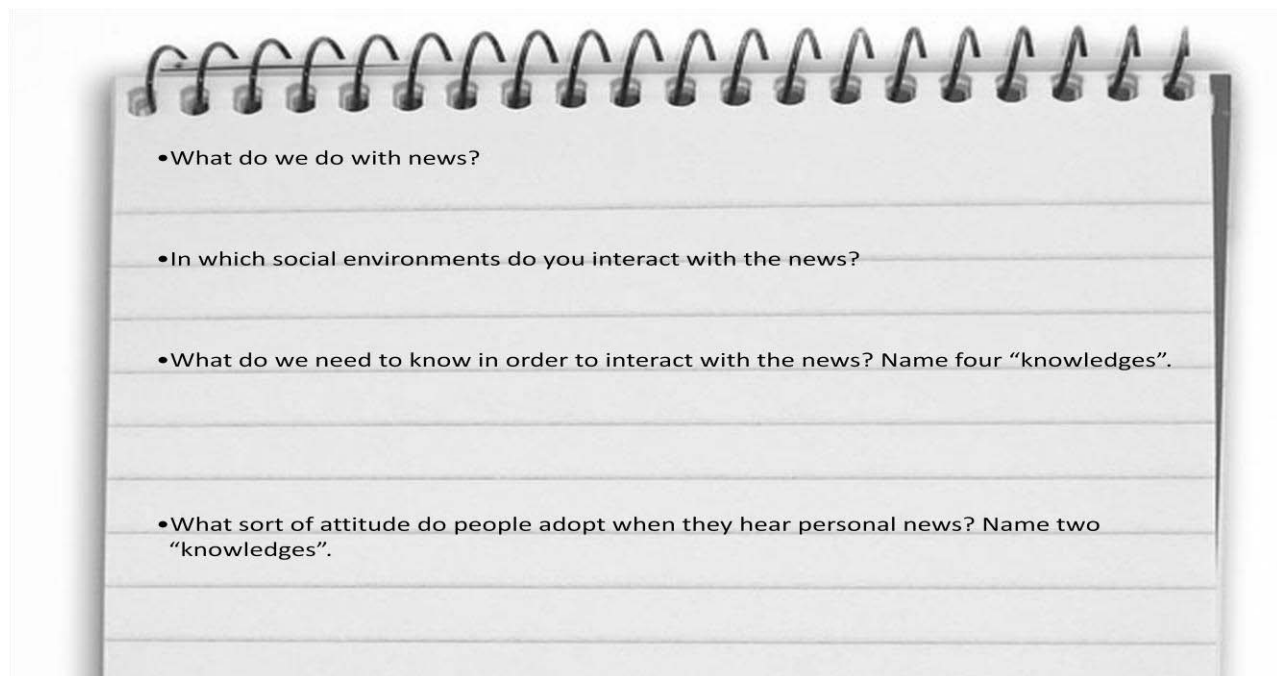 •What do we do with news?
•In which social environments do you interact with the news?
•What do we need to know in order to interact with the news? Name four “knowledges”.
•What sort of attitude do people adopt when they hear personal news? Name two
“knowledges”.